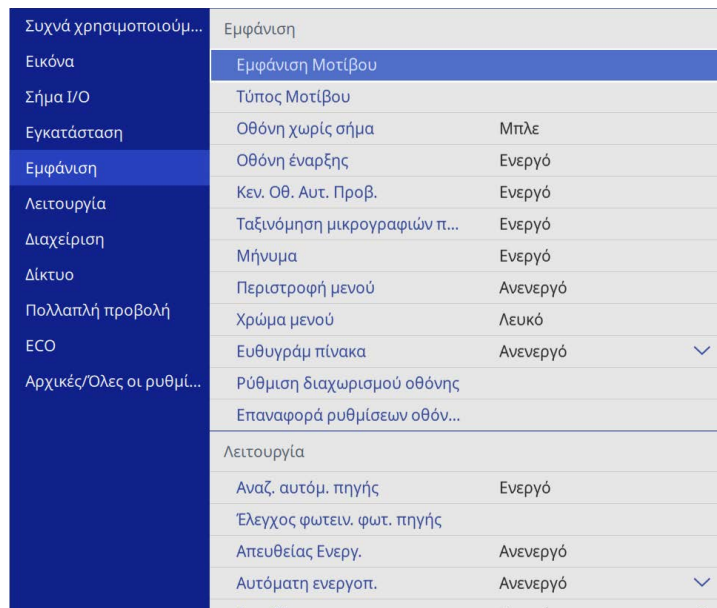 Συχνά χρησιμοποιούμ...
Εικόνα
Σήμα I/O
Εγκατάσταση
Εμφάνιση
Λειτουργία
Διαχείριση
Δίκτυο
Πολλαπλή προβολή
ECO
Αρχικές/Όλες οι ρυθμί...
Εμφάνιση
Εμφάνιση Μοτίβου
Τύπος Μοτίβου
Οθόνη χωρίς σήμα Μπλε
Οθόνη έναρξης Ενεργό
Κεν. Οθ. Αυτ. Προβ. Ενεργό
Ταξινόμηση μικρογραφιών π... Ενεργό
Μήνυμα Ενεργό
Περιστροφή μενού Ανενεργό
Χρώμα μενού Λευκό
Ευθυγράμ πίνακα Ανενεργό
Ρύθμιση διαχωρισμού οθόνης
Επαναφορά ρυθμίσεων οθόν...
Λειτουργία
Αναζ. αυτόμ. πηγής Ενεργό
Έλεγχος φωτειν. φωτ. πηγής
Απευθείας Ενεργ. Ανενεργό
Αυτόματη ενεργοπ. Ανενεργό